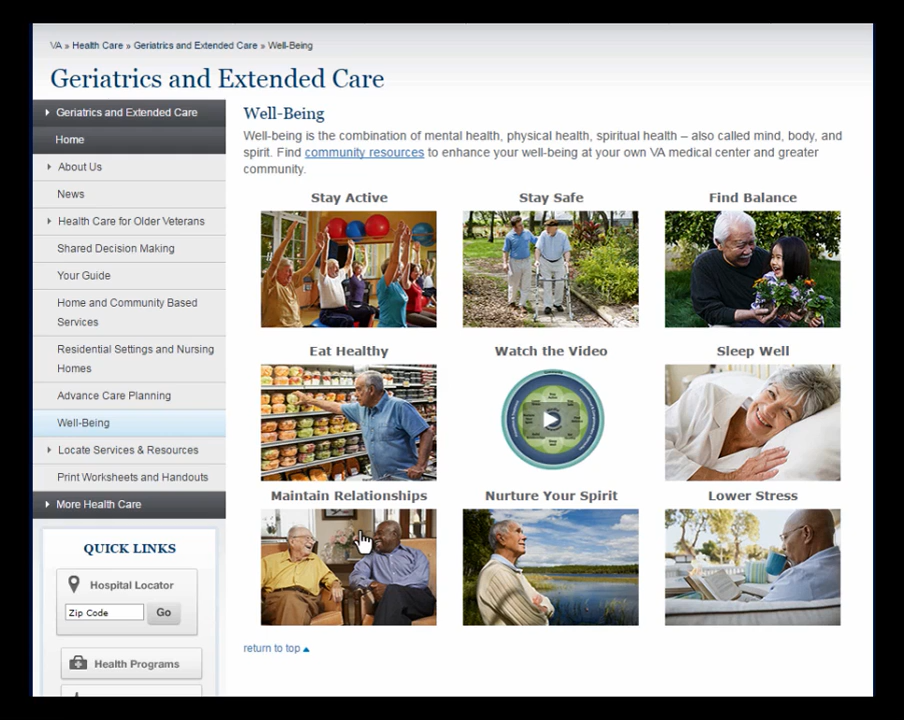 VA » Health Care » Geriatrics and Extended Care » Well-Being
Geriatrics and Extended Care
Geriatrics and Extended Care
Home
About Us
News
Health Care for Older Veterans
Shared Decision Making
Your Guide
Home and Community Based
Services
Residential Settings and Nursing
Homes
Advance Care Planning
Well-Being
Locate Services & Resources
Print Worksheets and Handouts
More Health Care
QUICK LINKS
Hospital Locator
Zip Code
Go
Health Programs
Well-Being
Well-being is the combination of mental health, physical health, spiritual health – also called mind, body, and
spirit. Find community resources to enhance your well-being at your own VA medical center and greater
community.
Stay Active
Stay Safe
Find Balance
Eat Healthy
Watch the Video
Sleep Well
Maintain Relationships
Nurture Your Spirit
Lower Stress
return to top